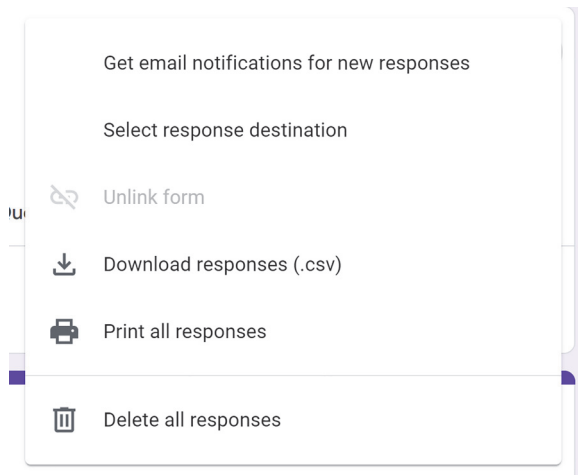 Get email notifications for new responses
Select response destination
Unlink form
Download responses (.csv)
Print all responses
Delete all responses